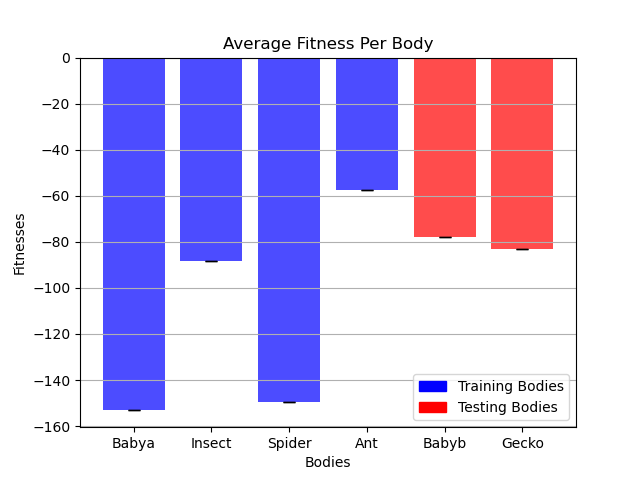 Average Fitness Per Body
Fitnesses
0
−20
−40
−60
−80
−100
−120
−140
−160
Babya Insect Spider Ant Babyb Gecko
Bodies
Training Bodies
Testing Bodies